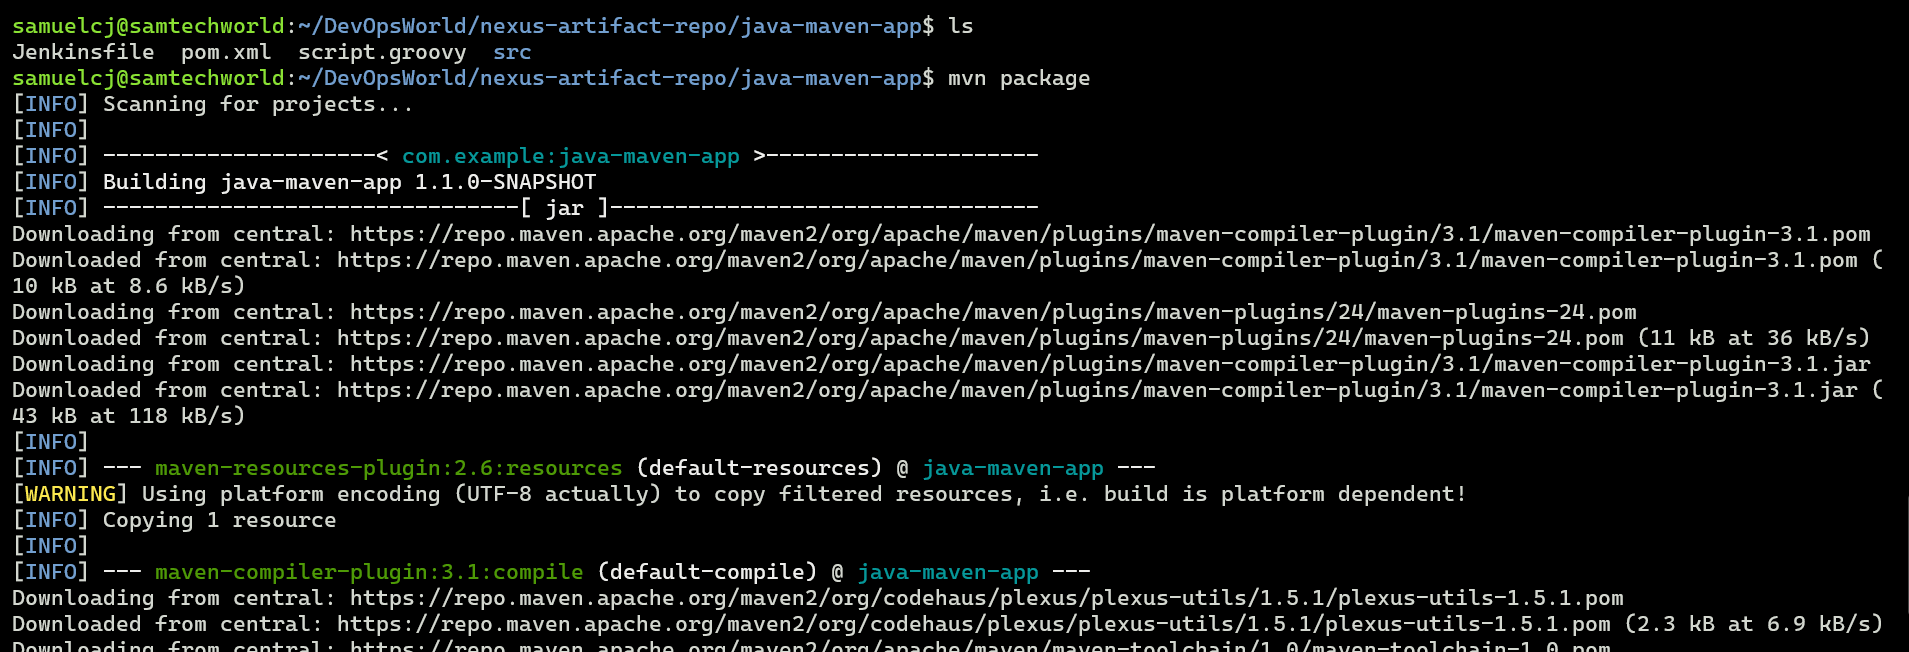 samuelcj@samtechworld:~/DevOpsWorld/nexus-artifact-repo/java-maven-app$ ls
Jenkinsfile  pom.xml  script.groovy  src
samuelcj@samtechworld:~/DevOpsWorld/nexus-artifact-repo/java-maven-app$ mvn package
[INFO] Scanning for projects...
[INFO]
[INFO] ---------------------< com.example:java-maven-app >---------------------
[INFO] Building java-maven-app 1.1.0-SNAPSHOT
[INFO] --------------------------------[ jar ]---------------------------------
Downloading from central: https://repo.maven.apache.org/maven2/org/apache/maven/plugins/maven-compiler-plugin/3.1/maven-compiler-plugin-3.1.pom
Downloaded from central: https://repo.maven.apache.org/maven2/org/apache/maven/plugins/maven-compiler-plugin/3.1/maven-compiler-plugin-3.1.pom (
10 kB at 8.6 kB/s)
Downloading from central: https://repo.maven.apache.org/maven2/org/apache/maven/plugins/maven-plugins/24/maven-plugins-24.pom
Downloaded from central: https://repo.maven.apache.org/maven2/org/apache/maven/plugins/maven-plugins/24/maven-plugins-24.pom (11 kB at 36 kB/s)
Downloading from central: https://repo.maven.apache.org/maven2/org/apache/maven/plugins/maven-compiler-plugin/3.1/maven-compiler-plugin-3.1.jar
Downloaded from central: https://repo.maven.apache.org/maven2/org/apache/maven/plugins/maven-compiler-plugin/3.1/maven-compiler-plugin-3.1.jar (
43 kB at 118 kB/s)
[INFO]
[INFO] --- maven-resources-plugin:2.6:resources (default-resources) @ java-maven-app ---
[WARNING] Using platform encoding (UTF-8 actually) to copy filtered resources, i.e. build is platform dependent!
[INFO] Copying 1 resource
[INFO]
[INFO] --- maven-compiler-plugin:3.1:compile (default-compile) @ java-maven-app ---
Downloading from central: https://repo.maven.apache.org/maven2/org/codehaus/plexus/plexus-utils/1.5.1/plexus-utils-1.5.1.pom
Downloaded from central: https://repo.maven.apache.org/maven2/org/codehaus/plexus/plexus-utils/1.5.1/plexus-utils-1.5.1.pom (2.3 kB at 6.9 kB/s)
Downloading from central: https://repo.maven.apache.org/maven2/org/apache/maven/maven-toolchain/1.0/maven-toolchain-1.0.pom